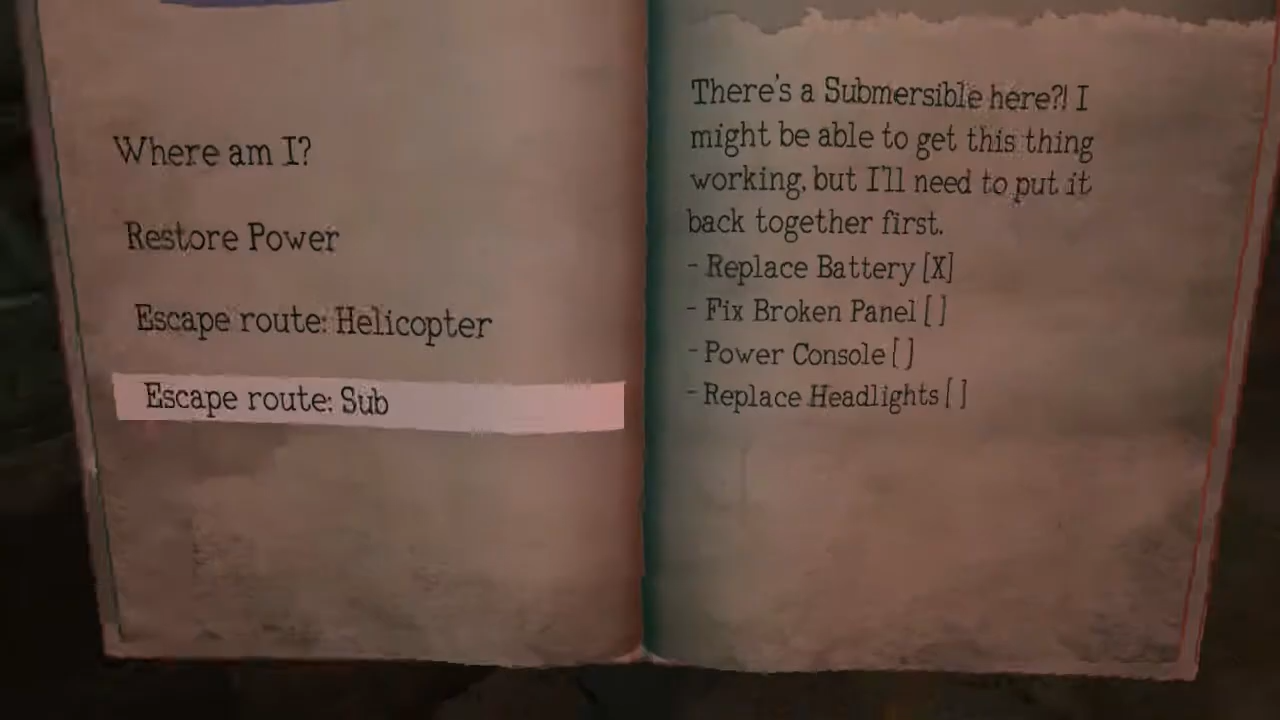 Where am I?
Restore Power
Escape route: Helicopter
Escape route: Sub
There's a Submersible here?! I
might be able to get this thing
working, but I'll need to put it
back together first.
- Replace Battery [X]
- Fix Broken Panel [ ]
- Power Console [ ]
- Replace Headlights [ ]